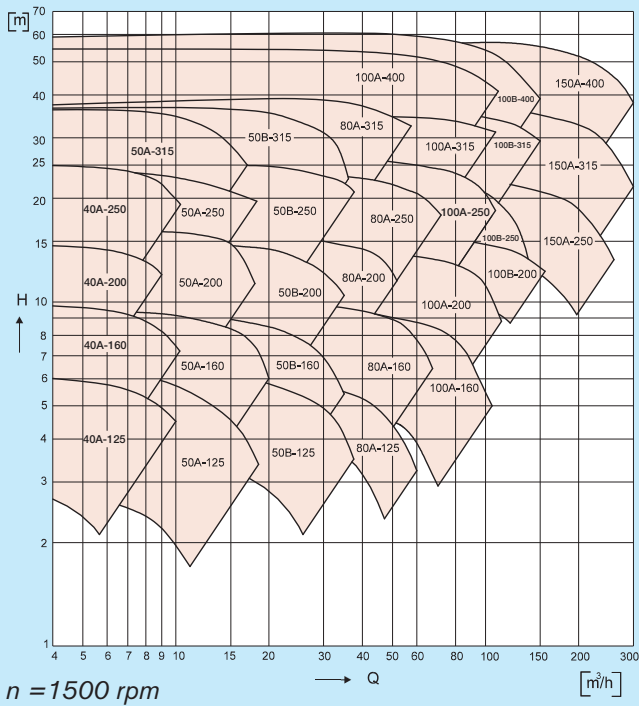 [m]
70
60
50
40
30
25
20
15
H
10
8
7
6
5
4
3
2
1
100A-400
100B-400
150A-400
50A-315
50B-315
80A-315
100A-315
100B-315
150A-315
40A-250
50A-250
50B-250
80A-250
100A-250
100B-250
150A-250
40A-200
50A-200
50B-200
80A-200
100A-200
100B-200
40A-160
50A-160
50B-160
80A-160
100A-160
40A-125
50A-125
50B-125
80A-125
4 5 6 7 8 9 10 15 20 30 40 50 60 80 100 150 200 300
Q
[m³/h]
n =1500 rpm